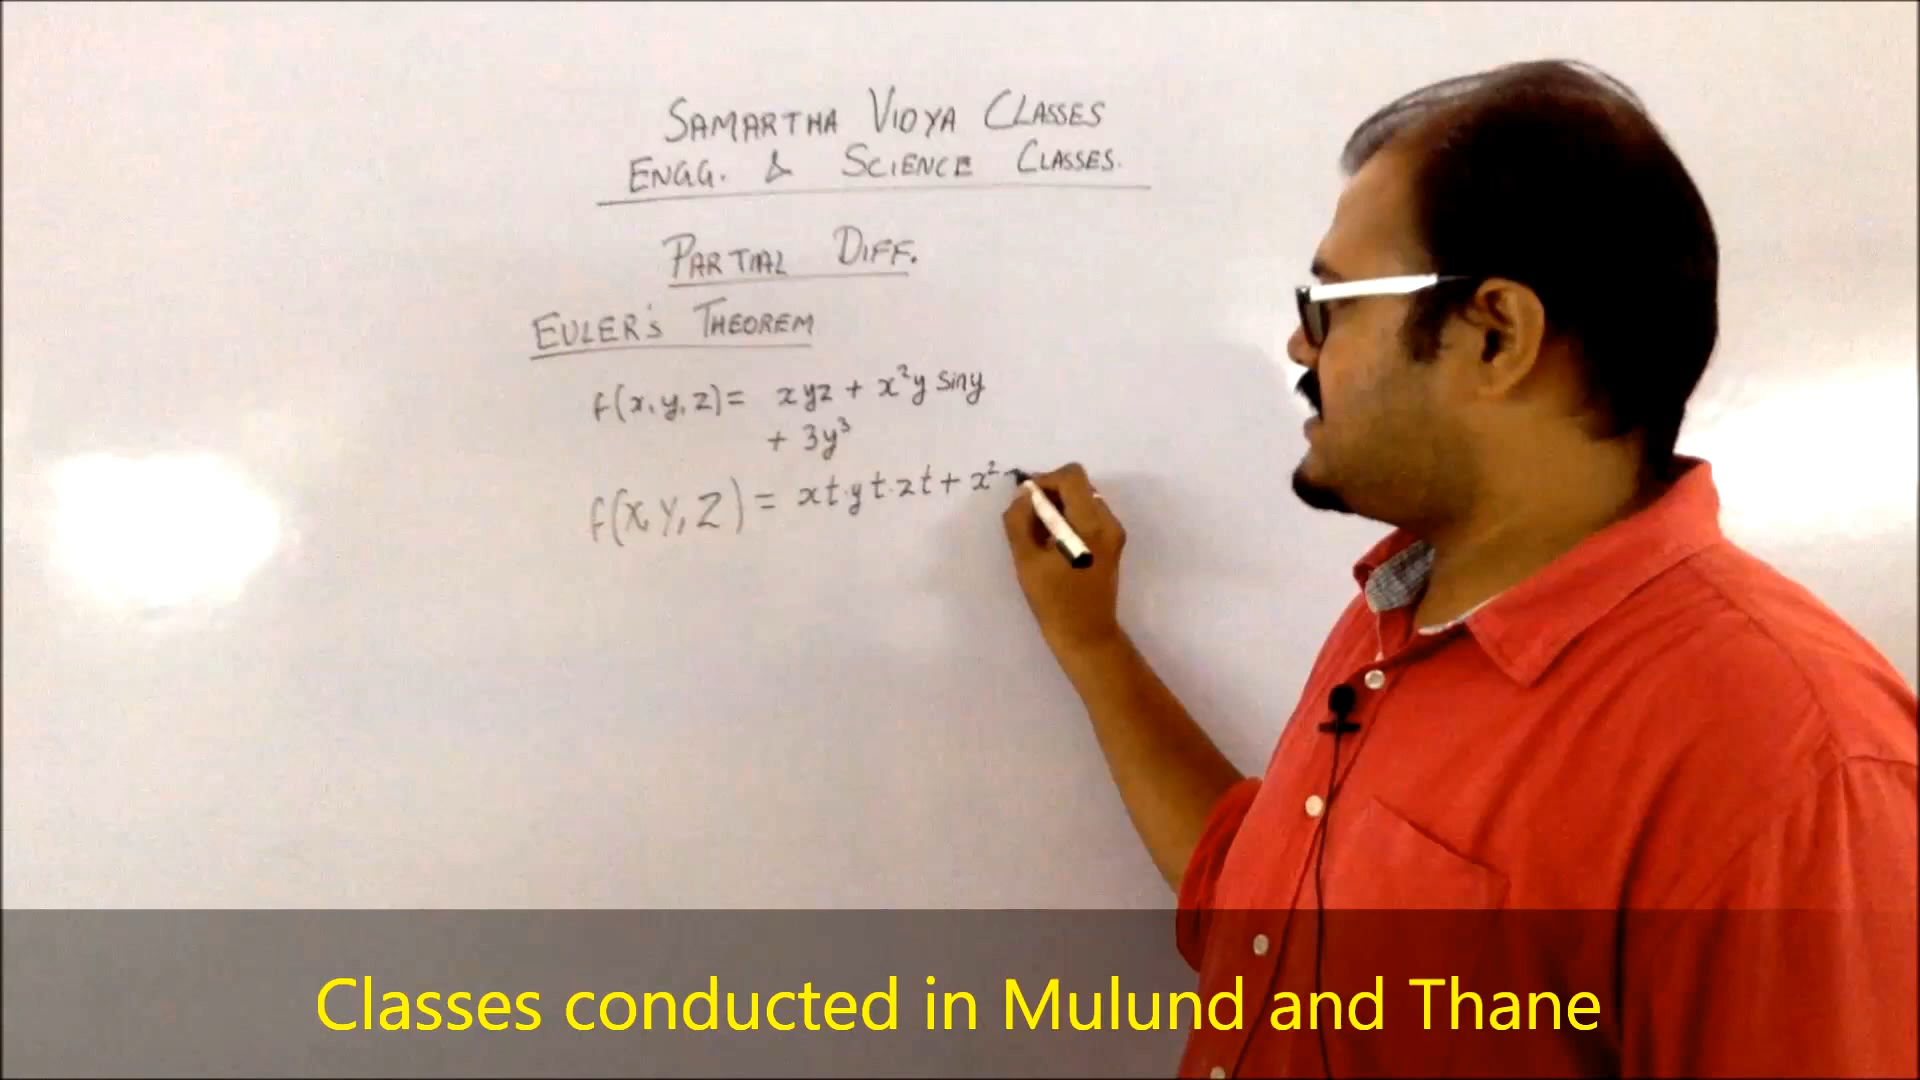 SAMARTHA VIDYA CLASSES
ENGG. & SCIENCE CLASSES.
PARTIAL DIFF.
EULER'S THEOREM
f(x,y,z)= xyz + x²y siny
+ 3y³
f(X,Y,Z) = xt·yt·zt + x²
Classes conducted in Mulund and Thane